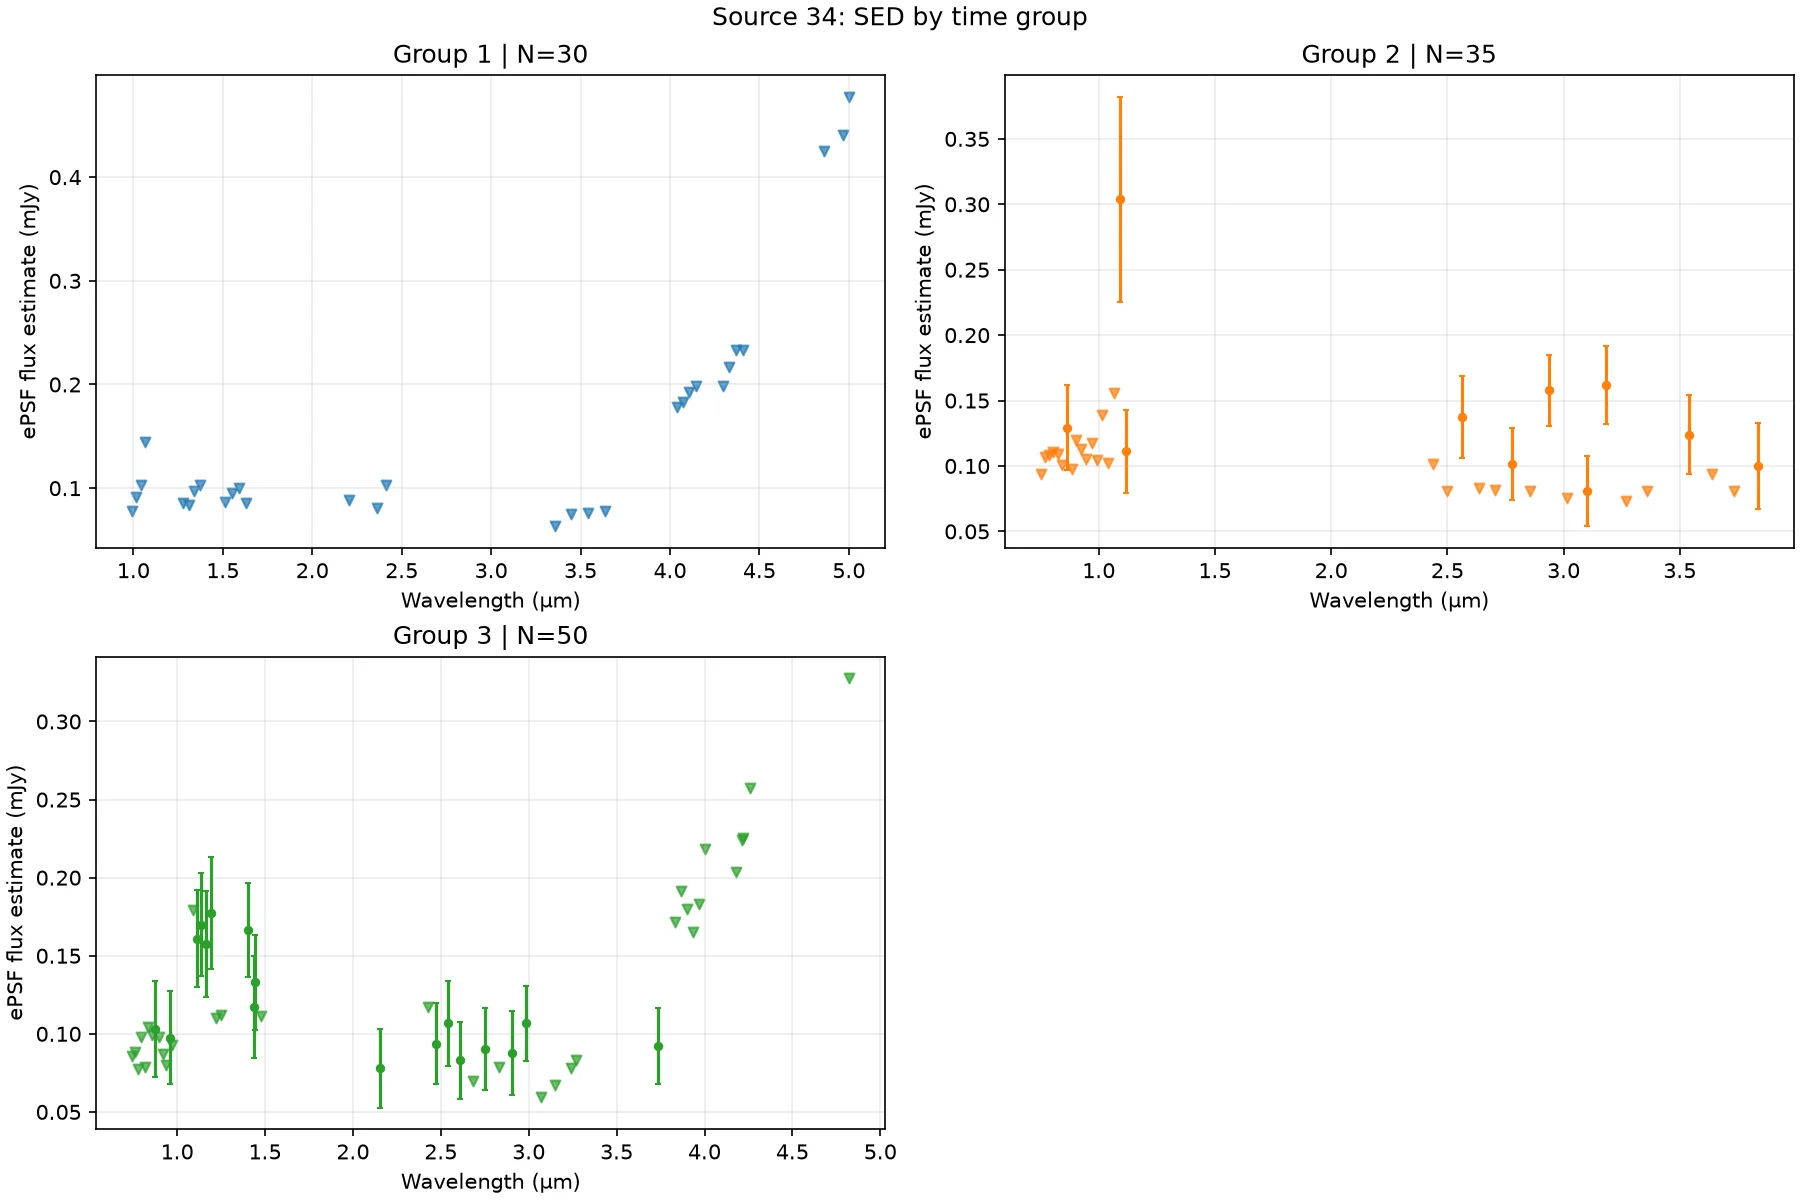 Source 34: SED by time group
Group 1 | N=30
ePSF flux estimate (mJy)
0.4
0.3
0.2
0.1
1.0 1.5 2.0 2.5 3.0 3.5 4.0 4.5 5.0
Wavelength (μm)
Group 2 | N=35
ePSF flux estimate (mJy)
0.35
0.30
0.25
0.20
0.15
0.10
0.05
1.0 1.5 2.0 2.5 3.0 3.5
Wavelength (μm)
Group 3 | N=50
ePSF flux estimate (mJy)
0.30
0.25
0.20
0.15
0.10
0.05
1.0 1.5 2.0 2.5 3.0 3.5 4.0 4.5 5.0
Wavelength (μm)